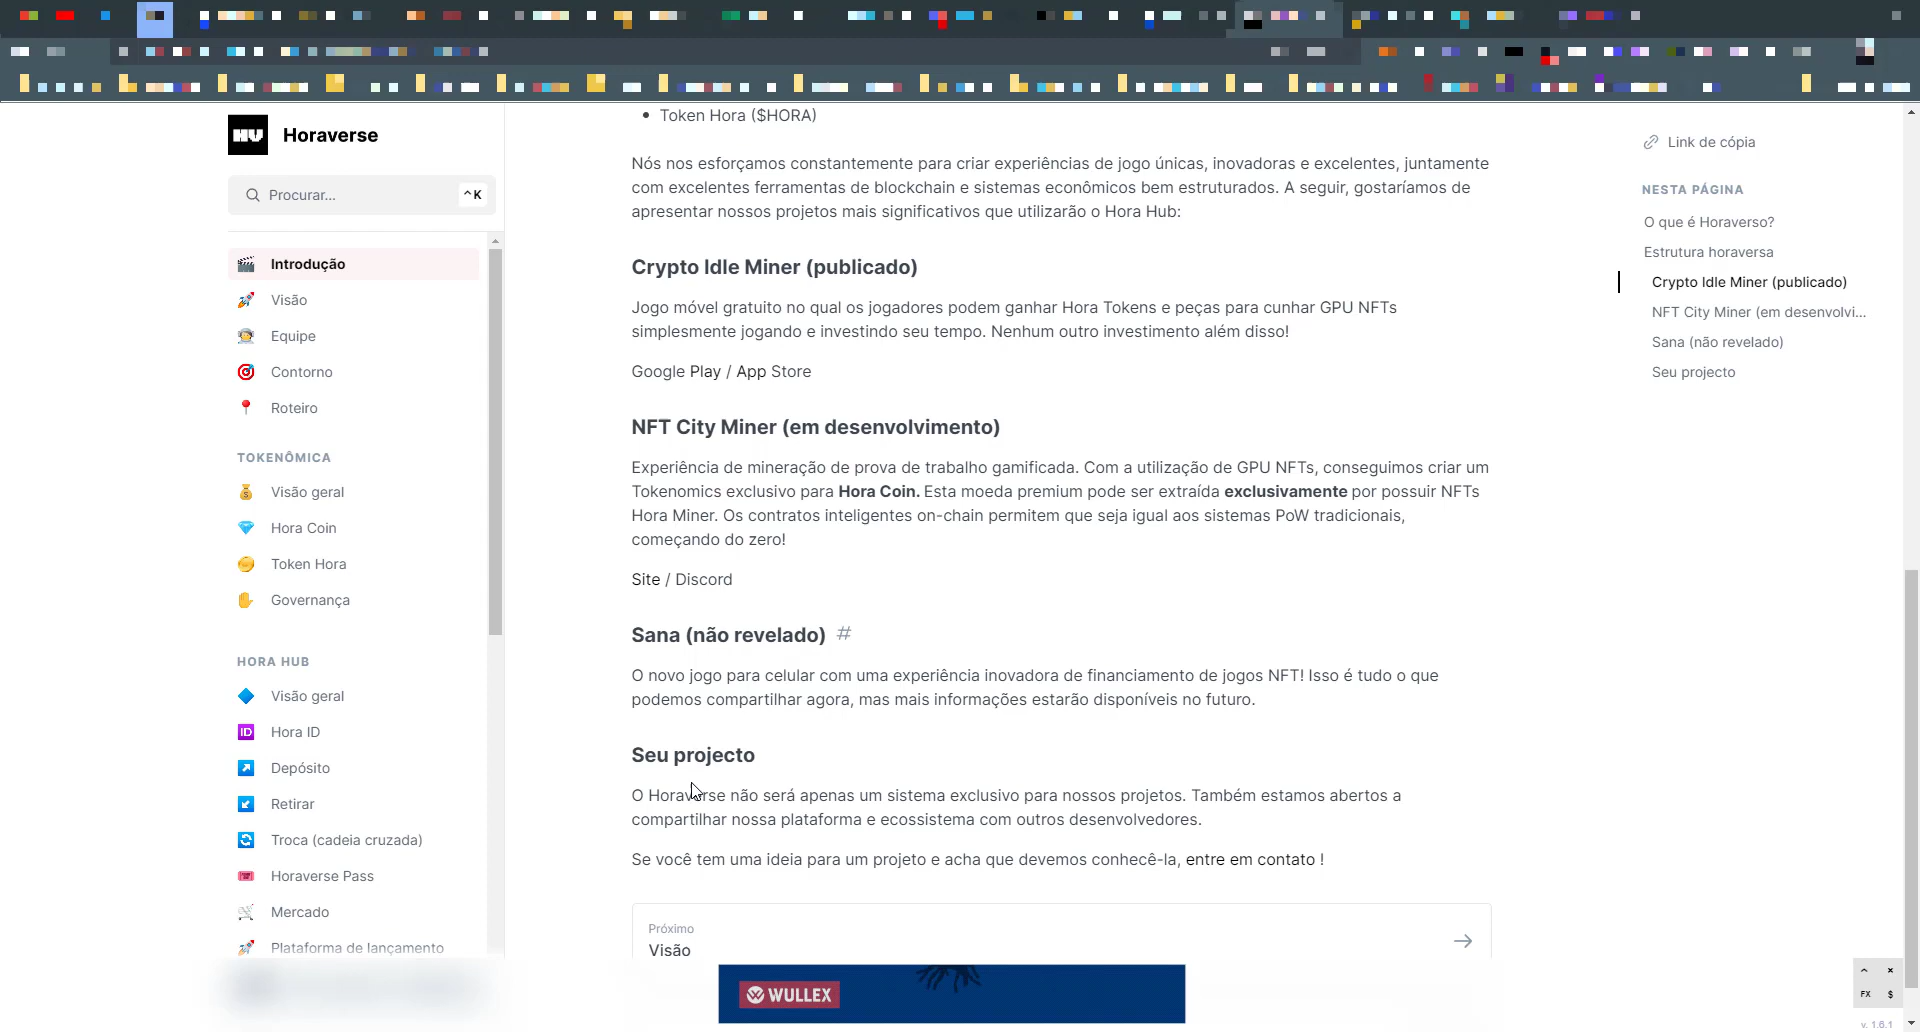 HV Horaverse
Procurar... ^K
Introdução
Visão
Equipe
Contorno
Roteiro
TOKENÔMICA
Visão geral
Hora Coin
Token Hora
Governança
HORA HUB
Visão geral
ID Hora ID
Depósito
Retirar
Troca (cadeia cruzada)
Horaverse Pass
Mercado
Plataforma de lançamento
Token Hora ($HORA)
Nós nos esforçamos constantemente para criar experiências de jogo únicas, inovadoras e excelentes, juntamente
com excelentes ferramentas de blockchain e sistemas econômicos bem estruturados. A seguir, gostaríamos de
apresentar nossos projetos mais significativos que utilizarão o Hora Hub:
Crypto Idle Miner (publicado)
Jogo móvel gratuito no qual os jogadores podem ganhar Hora Tokens e peças para cunhar GPU NFTs
simplesmente jogando e investindo seu tempo. Nenhum outro investimento além disso!
Google Play / App Store
NFT City Miner (em desenvolvimento)
Experiência de mineração de prova de trabalho gamificada. Com a utilização de GPU NFTs, conseguimos criar um
Tokenomics exclusivo para Hora Coin. Esta moeda premium pode ser extraída exclusivamente por possuir NFTs
Hora Miner. Os contratos inteligentes on-chain permitem que seja igual aos sistemas PoW tradicionais,
começando do zero!
Site / Discord
Sana (não revelado) #
O novo jogo para celular com uma experiência inovadora de financiamento de jogos NFT! Isso é tudo o que
podemos compartilhar agora, mas mais informações estarão disponíveis no futuro.
Seu projecto
O Horaverse não será apenas um sistema exclusivo para nossos projetos. Também estamos abertos a
compartilhar nossa plataforma e ecossistema com outros desenvolvedores.
Se você tem uma ideia para um projeto e acha que devemos conhecê-la, entre em contato !
Próximo
Visão
WULLEX
Link de cópia
NESTA PÁGINA
O que é Horaverso?
Estrutura horaversa
Crypto Idle Miner (publicado)
NFT City Miner (em desenvolvi...
Sana (não revelado)
Seu projecto
FX $
v. 1.6.1